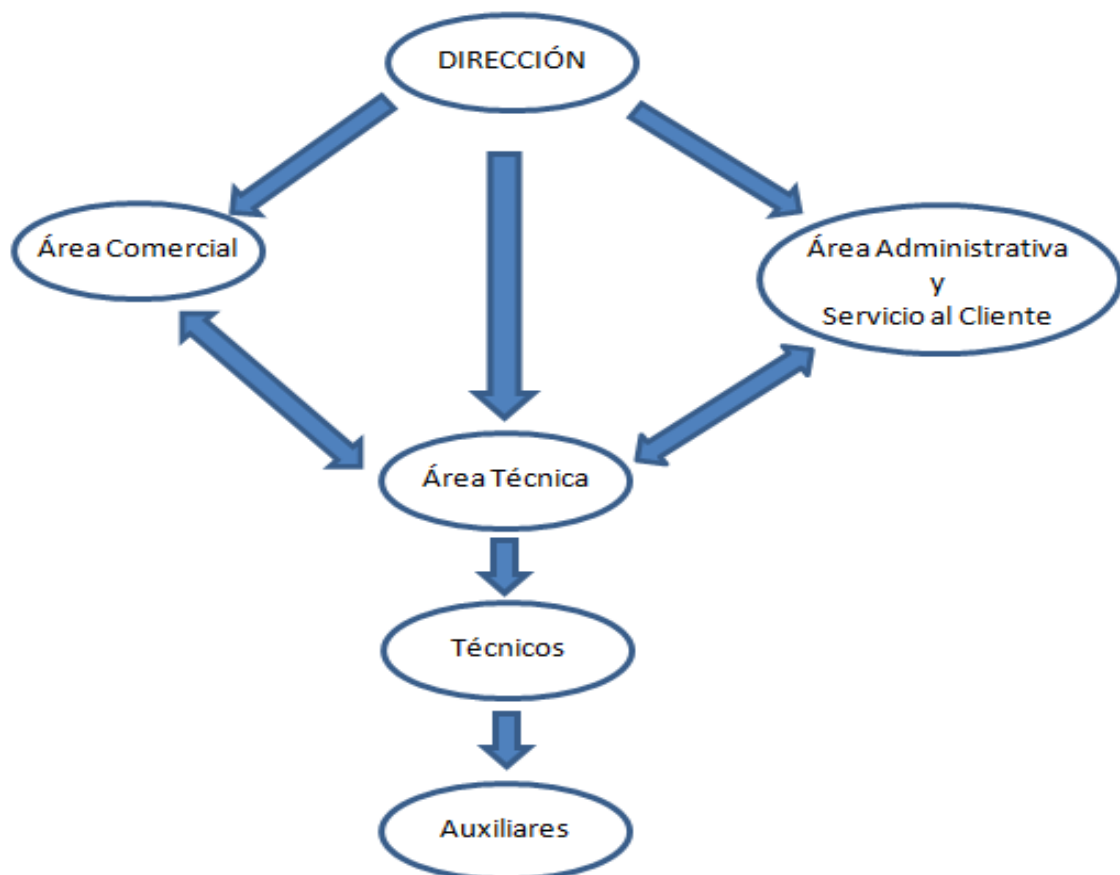 DIRECCIÓN
Área Comercial
Área Administrativa
y
Servicio al Cliente
Área Técnica
Técnicos
Auxiliares